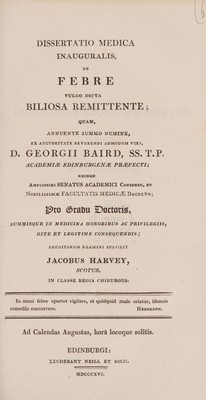 DISSERTATIO MEDICA
INAUGURALIS,
DE
FEBRE
VULGO DICTA
BILIOSA REMITTENTE;
QUAM,
ANNUENTE SUMMO NUMINE,
EX AUCTORITATE REVERENDI ADMODUM VIRI,
D. GEORGII BAIRD, SS. T. P.
ACADEMIÆ EDINBURGENÆ PRÆFECTI;
NECNON
AMPLISSIMI SENATUS ACADEMICI CONSENSU, ET
NOBILISSIMÆ FACULTATIS MEDICÆ DECRETO;
Pro Gradu Doctoris,
SUMMISQUE IN MEDICINA HONORIBUS AC PRIVILEGIIS,
RITE ET LEGITIME CONSEQUENDIS;
ERUDITORUM EXAMINI SUBJICIT
JACOBUS HARVEY,
SCOTUS,
IN CLASSE REGIA CHIRURGUS.
In omni febre oportet vigilare, et quidquid male oriatur, idoneis
remediis succurrere.
Ad Calendas Augustas, horâ locoque solitis.
EDINBURGI:
EXCUDEBANT NEILL ET SOCII.
MDCCCXVI.